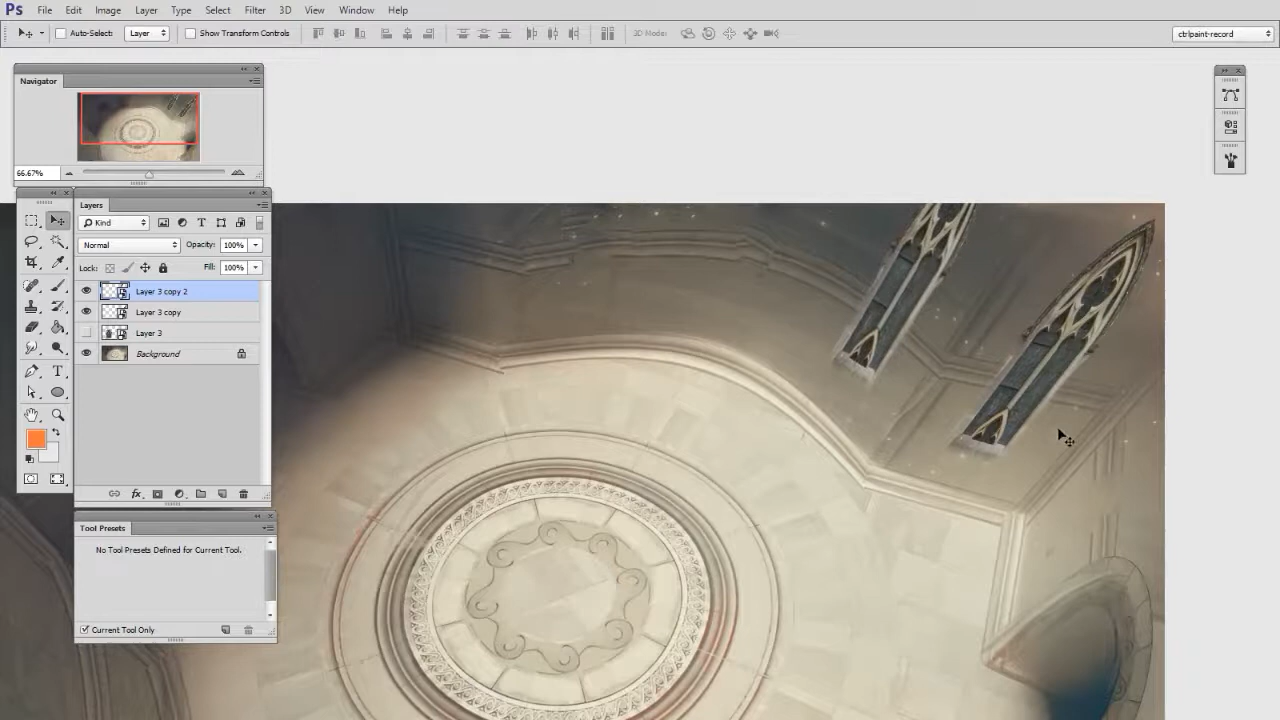 Ps File Edit Image Layer Type Select Filter 3D View Window Help
Auto-Select: Layer Show Transform Controls 3D Mode: ctrlpaint-record
Navigator
66.67%
Layers
Kind
Normal Opacity: 100%
Lock: Fill: 100%
Layer 3 copy 2
Layer 3 copy
Layer 3
Background
fx
Tool Presets
No Tool Presets Defined for Current Tool.
Current Tool Only